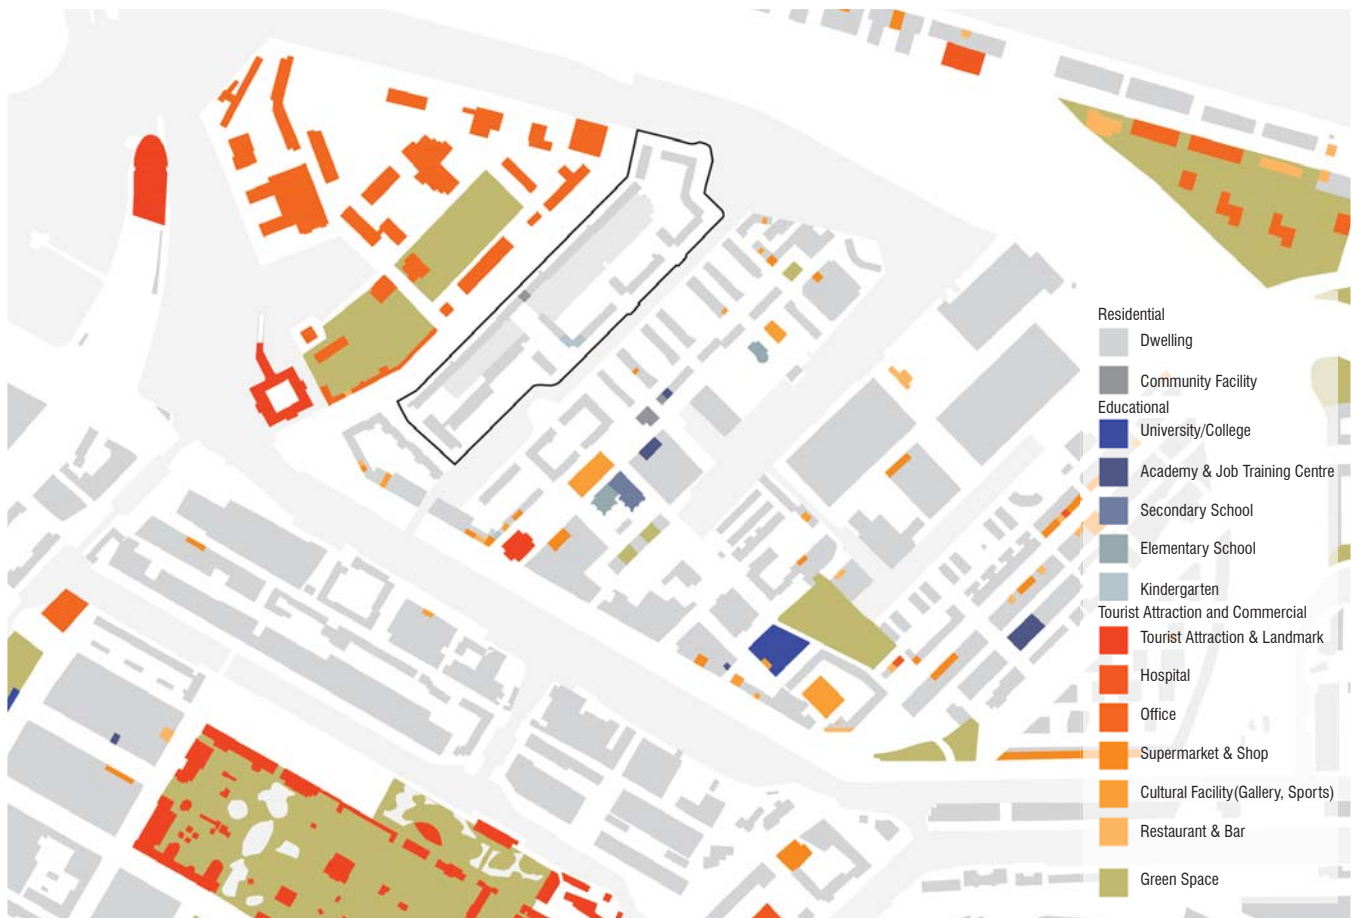 Residential
Dwelling
Community Facility
Educational
University/College
Academy & Job Training Centre
Secondary School
Elementary School
Kindergarten
Tourist Attraction and Commercial
Tourist Attraction & Landmark
Hospital
Office
Supermarket & Shop
Cultural Facility(Gallery, Sports)
Restaurant & Bar
Green Space